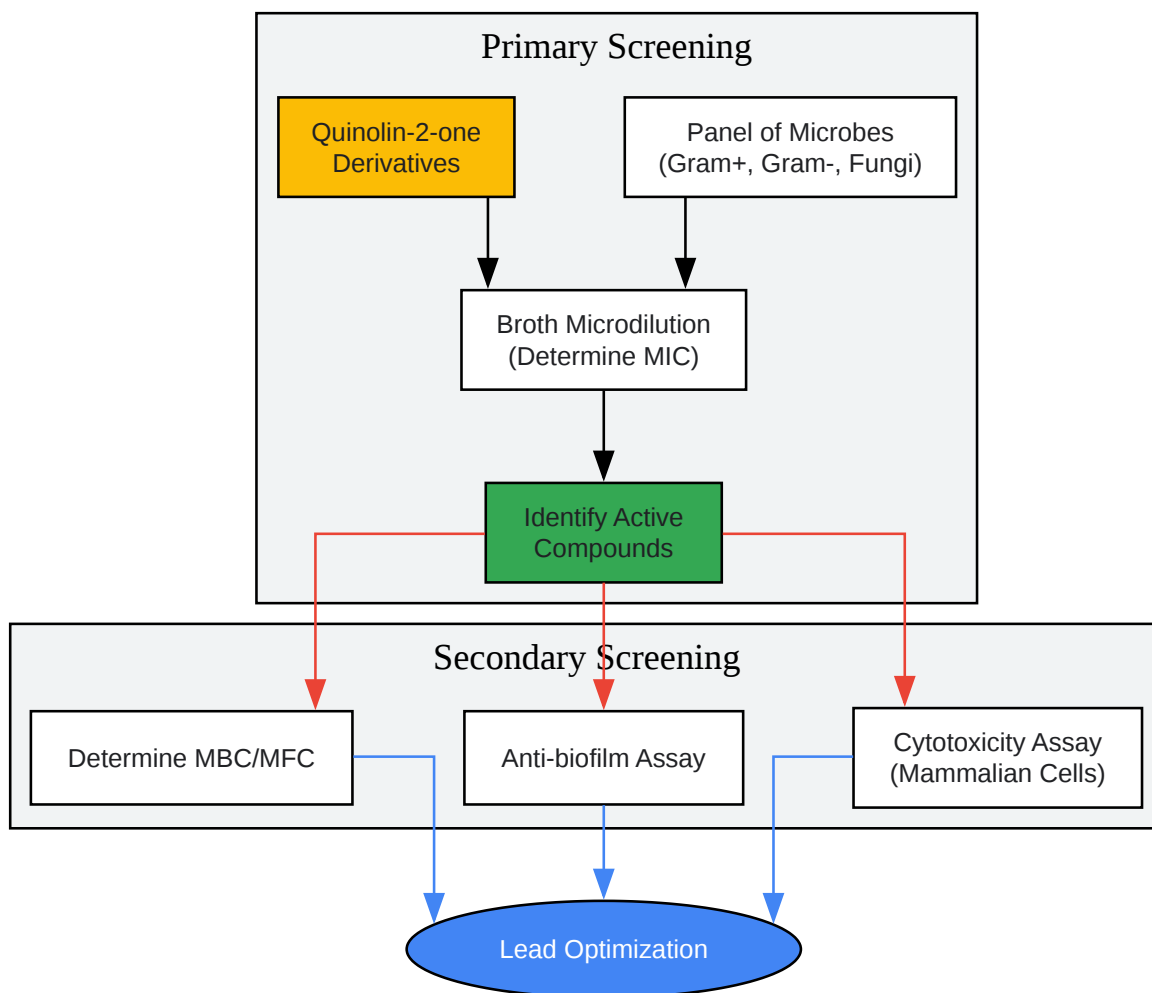 Primary Screening
Quinolin-2-one
Derivatives
Panel of Microbes
(Gram+, Gram-, Fungi)
Broth Microdilution
(Determine MIC)
Identify Active
Compounds
Secondary Screening
Determine MBC/MFC
Anti-biofilm Assay
Cytotoxicity Assay
(Mammalian Cells)
Lead Optimization